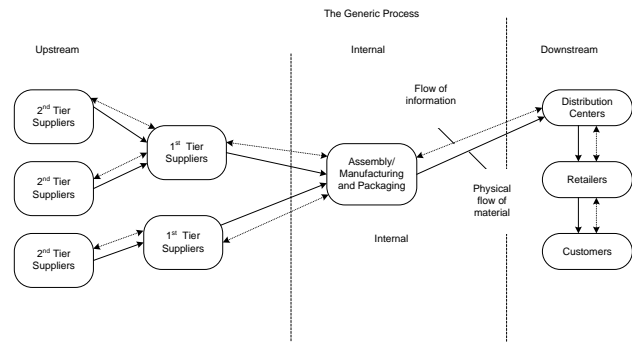 The Generic Process
Upstream
Internal
Downstream
2nd Tier
Suppliers
2nd Tier
Suppliers
2nd Tier
Suppliers
1st Tier
Suppliers
1st Tier
Suppliers
Assembly/
Manufacturing
and Packaging
Internal
Flow of
information
Physical
flow of
material
Distribution
Centers
Retailers
Customers